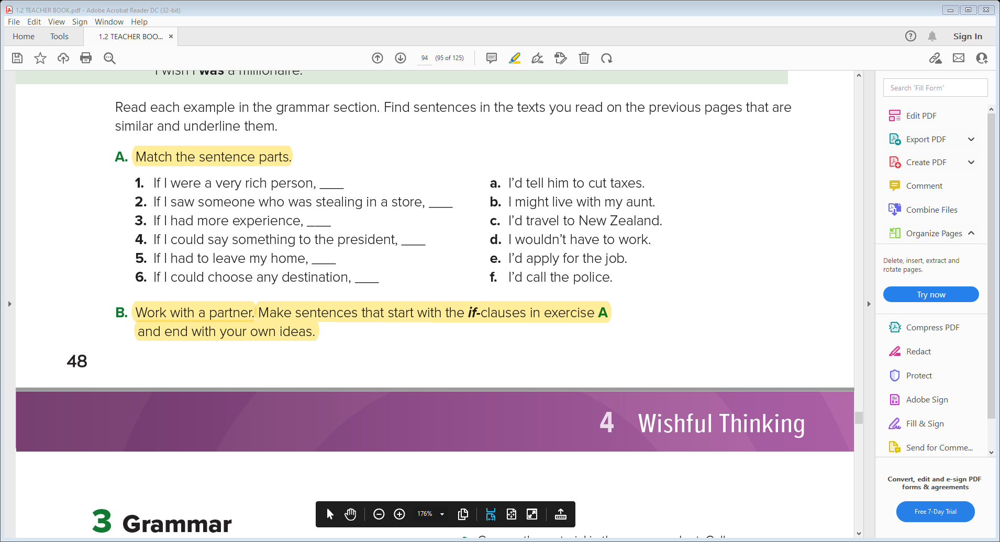 1.2 TEACHER BOOK.pdf - Adobe Acrobat Reader DC (32-bit)
File Edit View Sign Window Help
Home Tools 1.2 TEACHER BOO... × Sign In
94 (95 of 125)
I wish I was a millionaire.
Read each example in the grammar section. Find sentences in the texts you read on the previous pages that are
similar and underline them.
A. Match the sentence parts.
1. If I were a very rich person, ___
2. If I saw someone who was stealing in a store, ___
3. If I had more experience, ___
4. If I could say something to the president, ___
5. If I had to leave my home, ___
6. If I could choose any destination, ___
a. I'd tell him to cut taxes.
b. I might live with my aunt.
c. I'd travel to New Zealand.
d. I wouldn't have to work.
e. I'd apply for the job.
f. I'd call the police.
B. Work with a partner. Make sentences that start with the if-clauses in exercise A
and end with your own ideas.
48
4 Wishful Thinking
3 Grammar
176%
Search 'Fill Form'
Edit PDF
Export PDF
Create PDF
Comment
Combine Files
Organize Pages
Delete, insert, extract and
rotate pages.
Try now
Compress PDF
Redact
Protect
Adobe Sign
Fill & Sign
Send for Comme...
Convert, edit and e-sign PDF
forms & agreements
Free 7-Day Trial